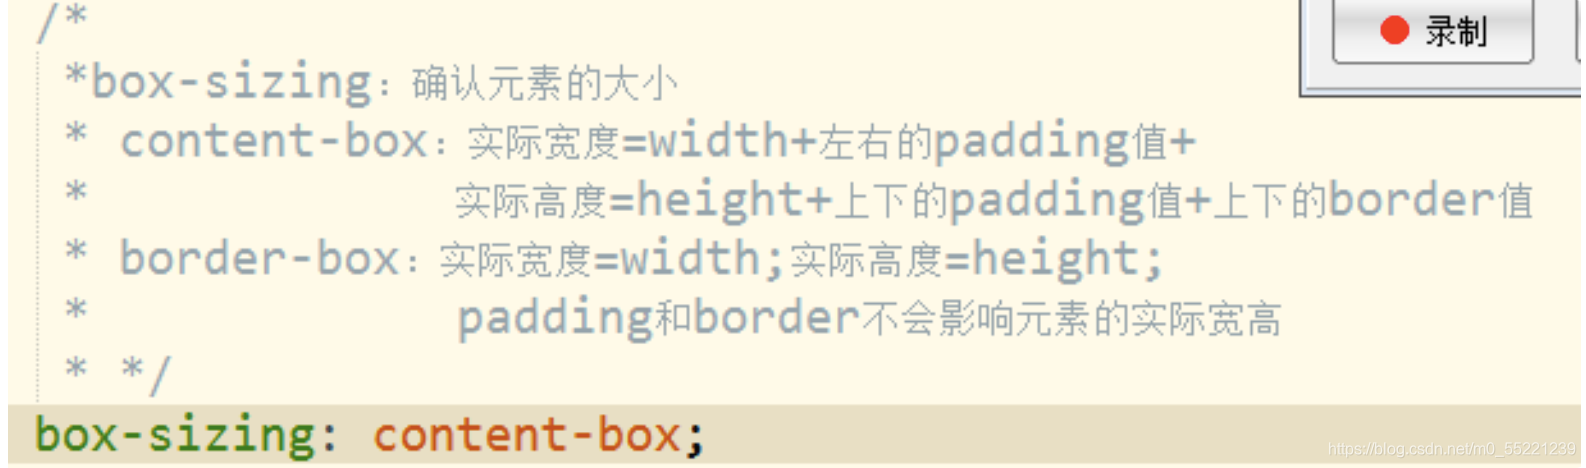 /*
录制
*box-sizing：确认元素的大小
* content-box：实际宽度=width+左右的padding值+
* 实际高度=height+上下的padding值+上下的border值
* border-box：实际宽度=width;实际高度=height;
* padding和border不会影响元素的实际宽高
* */
box-sizing: content-box;
https://blog.csdn.net/m0_55221239